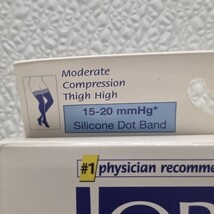 Moderate
Compression
Thigh High
15-20 mmHg*
Silicone Dot Band
#1 physician recomme